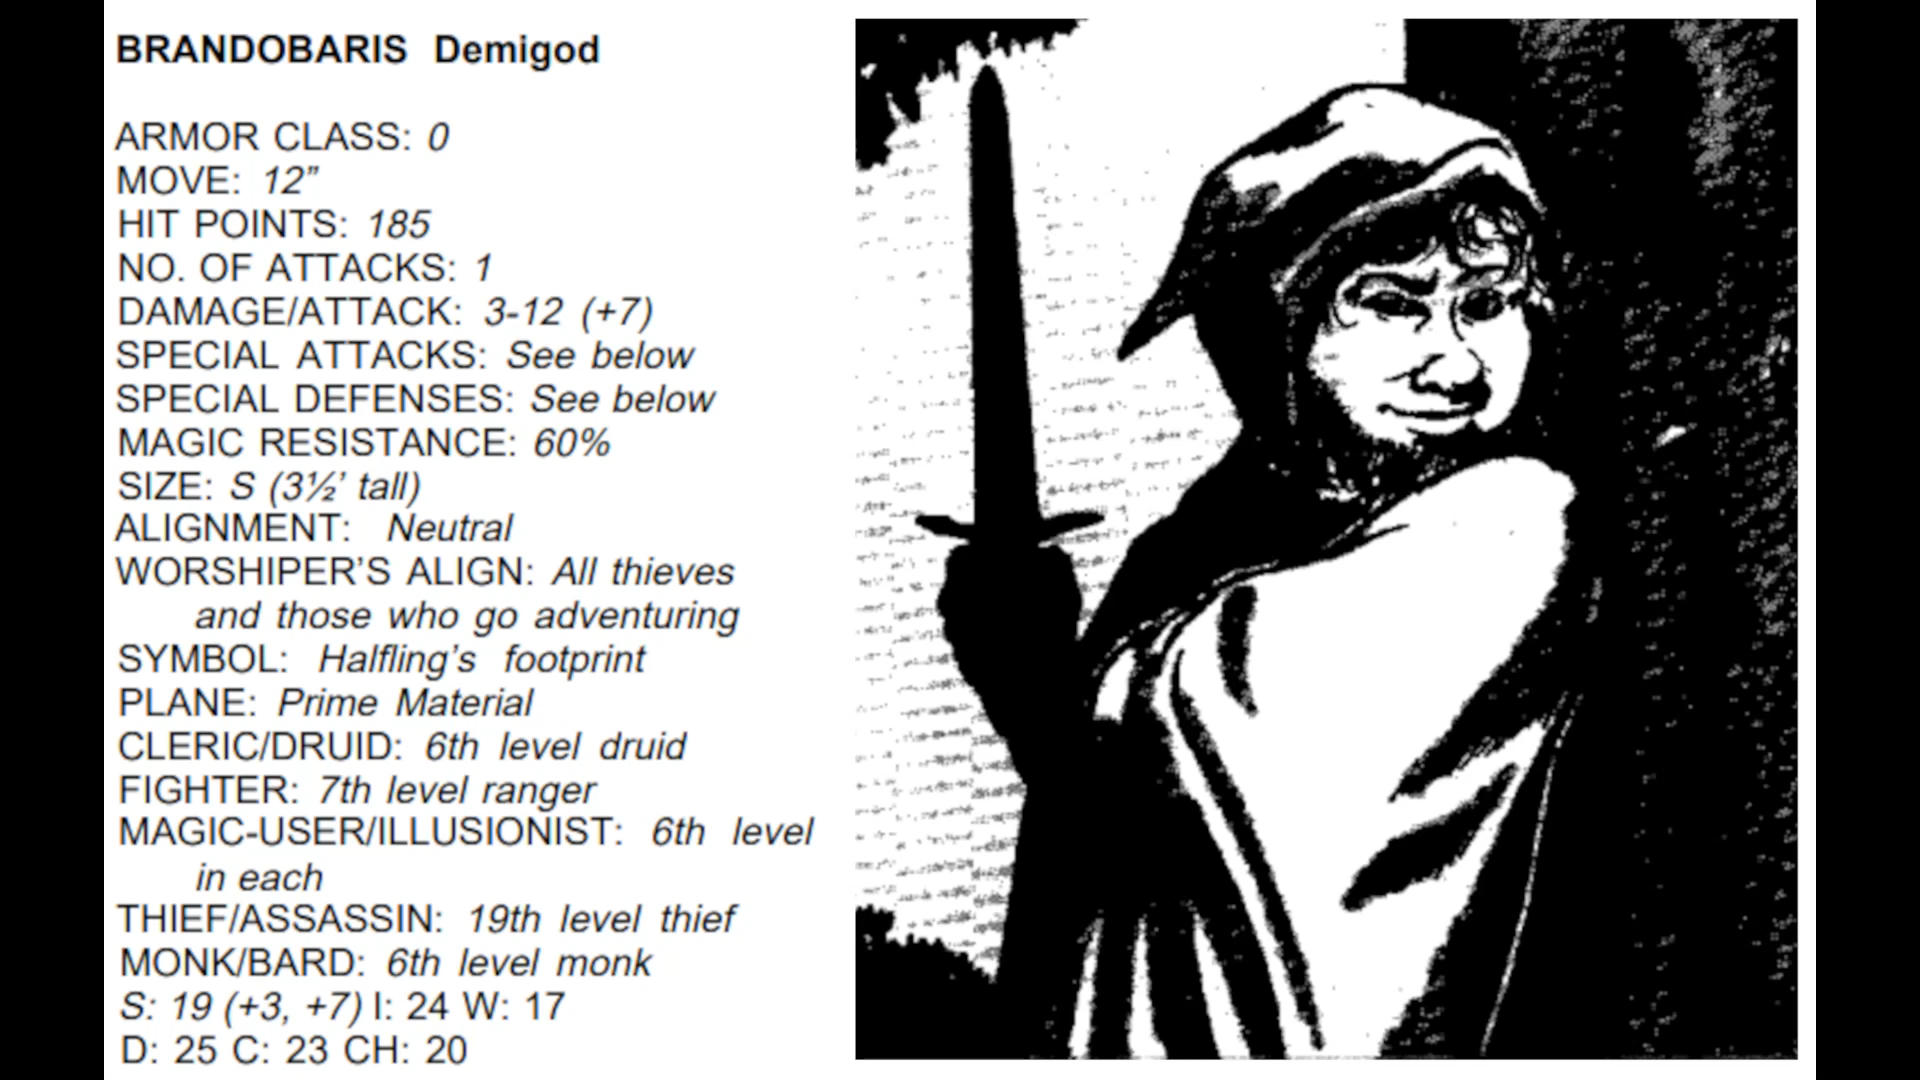 BRANDOBARIS Demigod
ARMOR CLASS: 0
MOVE: 12”
HIT POINTS: 185
NO. OF ATTACKS: 1
DAMAGE/ATTACK: 3-12 (+7)
SPECIAL ATTACKS: See below
SPECIAL DEFENSES: See below
MAGIC RESISTANCE: 60%
SIZE: S (3½’ tall)
ALIGNMENT: Neutral
WORSHIPER’S ALIGN: All thieves
and those who go adventuring
SYMBOL: Halfling’s footprint
PLANE: Prime Material
CLERIC/DRUID: 6th level druid
FIGHTER: 7th level ranger
MAGIC-USER/ILLUSIONIST: 6th level
in each
THIEF/ASSASSIN: 19th level thief
MONK/BARD: 6th level monk
S: 19 (+3, +7) I: 24 W: 17
D: 25 C: 23 CH: 20